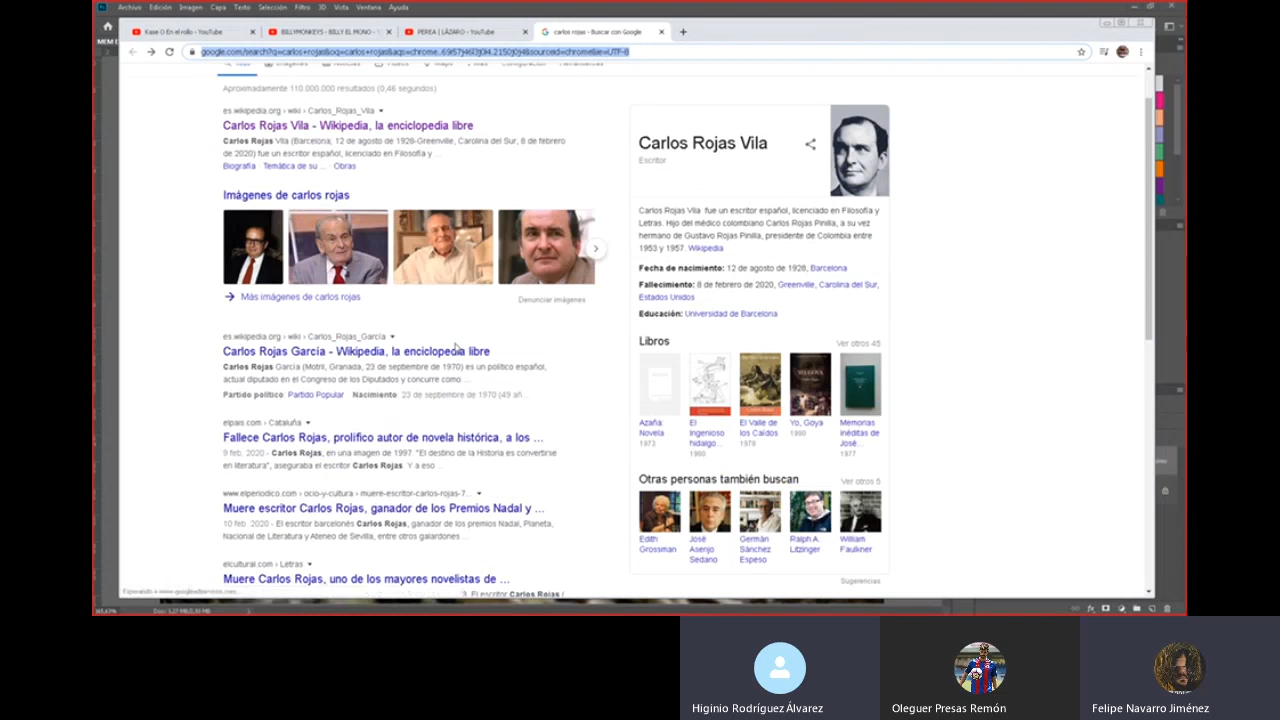 Archivo Edición Imagen Capa Texto Selección Filtro 3D Vista Ventana Ayuda
Kase O En el rollo - YouTube
BILLYMONKEYS - BILLY EL MONO -
PEREA | LÁZARO - YouTube
carlos rojas - Buscar con Google
Configuración
Aproximadamente 110.000.000 resultados (0,46 segundos)
es.wikipedia.org › wiki › Carlos_Rojas_Vila
Carlos Rojas Vila - Wikipedia, la enciclopedia libre
Carlos Rojas Vila (Barcelona, 12 de agosto de 1928-Greenville, Carolina del Sur, 8 de febrero
de 2020) fue un escritor español, licenciado en Filosofía y ...
Biografía · Temática de su ... · Obras
Imágenes de carlos rojas
Más imágenes de carlos rojas
Denunciar imágenes
es.wikipedia.org › wiki › Carlos_Rojas_García
Carlos Rojas García - Wikipedia, la enciclopedia libre
Carlos Rojas García (Motril, Granada, 23 de septiembre de 1970) es un político español,
actual diputado en el Congreso de los Diputados y concurre como ...
Partido político: Partido Popular Nacimiento: 23 de septiembre de 1970 (49 añ...
elpais.com › Cataluña
Fallece Carlos Rojas, prolífico autor de novela histórica, a los ...
9 feb. 2020 - Carlos Rojas, en una imagen de 1997. "El destino de la Historia es convertirse
en literatura", aseguraba el escritor Carlos Rojas. Y a eso ...
www.elperiodico.com › ocio-y-cultura › muere-escritor-carlos-rojas-7...
Muere escritor Carlos Rojas, ganador de los Premios Nadal y ...
10 feb. 2020 - El escritor barcelonés Carlos Rojas, ganador de los premios Nadal, Planeta,
Nacional de Literatura y Ateneo de Sevilla, entre otros galardones ...
elcultural.com › Letras
Muere Carlos Rojas, uno de los mayores novelistas de ...
El escritor Carlos Rojas (
Carlos Rojas Vila
Escritor
Carlos Rojas Vila fue un escritor español, licenciado en Filosofía y
Letras. Hijo del médico colombiano Carlos Rojas Pinilla, a su vez
hermano de Gustavo Rojas Pinilla, presidente de Colombia entre
1953 y 1957. Wikipedia
Fecha de nacimiento: 12 de agosto de 1928, Barcelona
Fallecimiento: 8 de febrero de 2020, Greenville, Carolina del Sur,
Estados Unidos
Educación: Universidad de Barcelona
Libros
Ver otros 45
Azaña: Novela 1973
El Ingenioso hidalgo... 1980
El Valle de los Caídos 1978
Yo, Goya 1990
Memorias inéditas de José... 1977
Otras personas también buscan
Ver otros 5
Edith Grossman
José Asenjo Sedano
Germán Sánchez Espeso
Ralph A. Litzinger
William Faulkner
Sugerencias
Higinio Rodríguez Álvarez
Oleguer Presas Remón
Felipe Navarro Jiménez